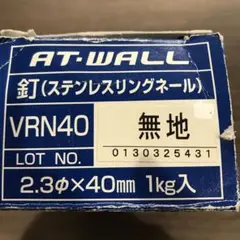 AT-WALL
釘(ステンレスリングネール)
VRN40
無地
LOT NO.
0130325431
2.3φ×40mm 1kg入